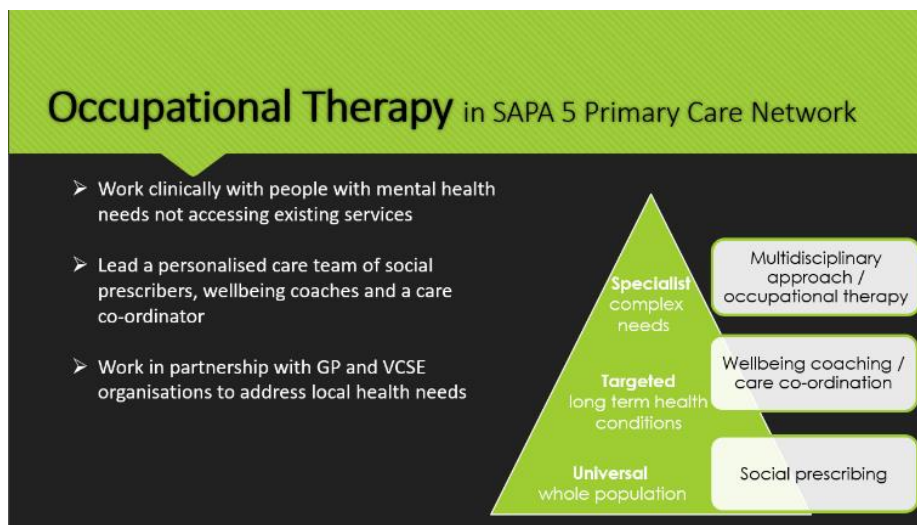 Occupational Therapy in SAPA 5 Primary Care Network
➢ Work clinically with people with mental health
needs not accessing existing services
➢ Lead a personalised care team of social
prescribers, wellbeing coaches and a care
co-ordinator
➢ Work in partnership with GP and VCSE
organisations to address local health needs
Specialist
complex
needs
Multidisciplinary
approach /
occupational therapy
Targeted
long term health
conditions
Wellbeing coaching /
care co-ordination
Universal
whole population
Social prescribing